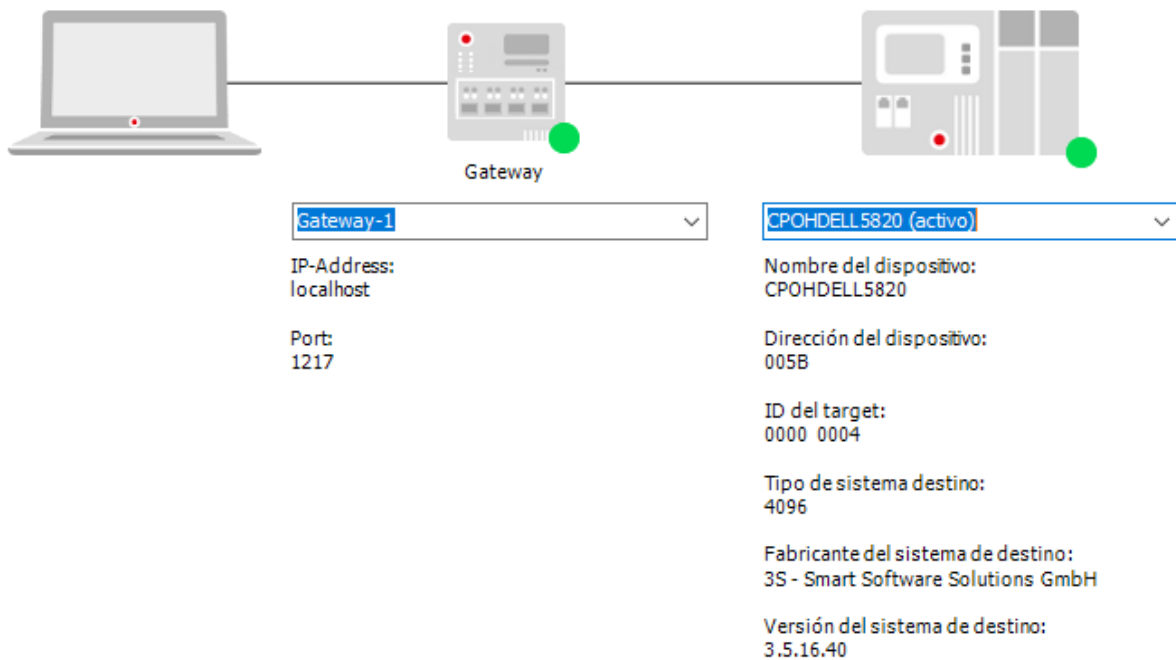 Gateway
Gateway-1
IP-Address:
localhost
Port:
1217
CPOHDELL5820 (activo)
Nombre del dispositivo:
CPOHDELL5820
Dirección del dispositivo:
005B
ID del target:
0000 0004
Tipo de sistema destino:
4096
Fabricante del sistema de destino:
3S - Smart Software Solutions GmbH
Versión del sistema de destino:
3.5.16.40